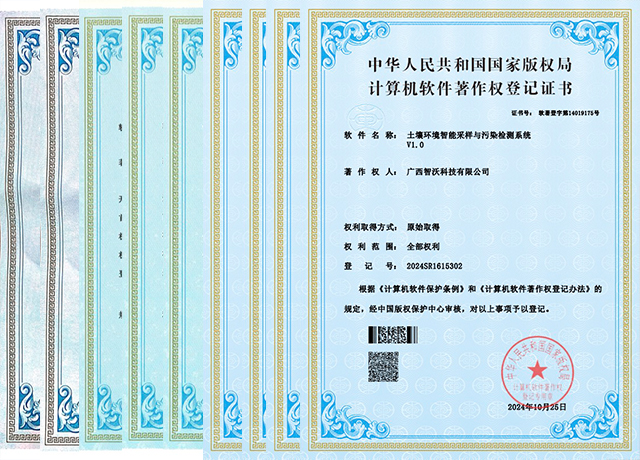 中华人民共和国国家版权局
计算机软件著作权登记证书
证书号： 软著登字第14019175号
软件名称： 土壤环境智能采样与污染检测系统
V1.0
著作权人： 广西智沃科技有限公司
权利取得方式： 原始取得
权利范围： 全部权利
登记号： 2024SR1615302
根据《计算机软件保护条例》和《计算机软件著作权登记办法》的
规定，经中国版权保护中心审核，对以上事项予以登记。
中华人民共和国国家版权局
计算机软件著作权
登记专用章
2024年10月25日